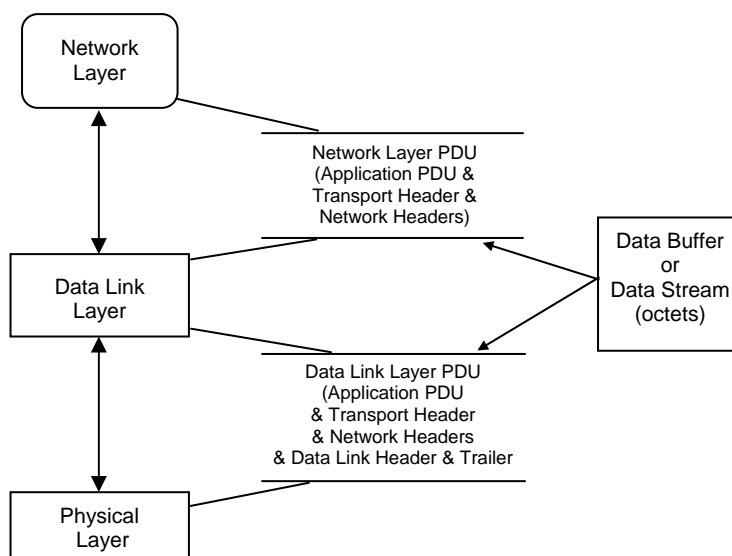 Network
Layer
Network Layer PDU
(Application PDU &
Transport Header &
Network Headers)
Data Buffer
or
Data Stream
(octets)
Data Link
Layer
Data Link Layer PDU
(Application PDU
& Transport Header
& Network Headers
& Data Link Header & Trailer
Physical
Layer